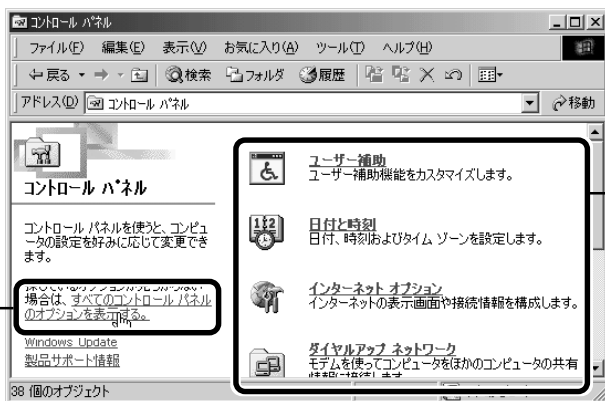 コントロール パネル
ファイル(F) 編集(E) 表示(V) お気に入り(A) ツール(T) ヘルプ(H)
戻る 検索 フォルダ 履歴
アドレス(D) コントロール パネル 移動
コントロール パネル
コントロール パネルを使うと、コンピュ
ータの設定を好みに応じて変更でき
ます。
場合は、すべてのコントロール パネル
のオプションを表示する。
Windows Update
製品サポート情報
ユーザー補助
ユーザー補助機能をカスタマイズします。
日付と時刻
日付、時刻およびタイム ゾーンを設定します。
インターネット オプション
インターネットの表示画面や接続情報を構成します。
ダイヤルアップ ネットワーク
モデムを使ってコンピュータをほかのコンピュータの共有
38 個のオブジェクト